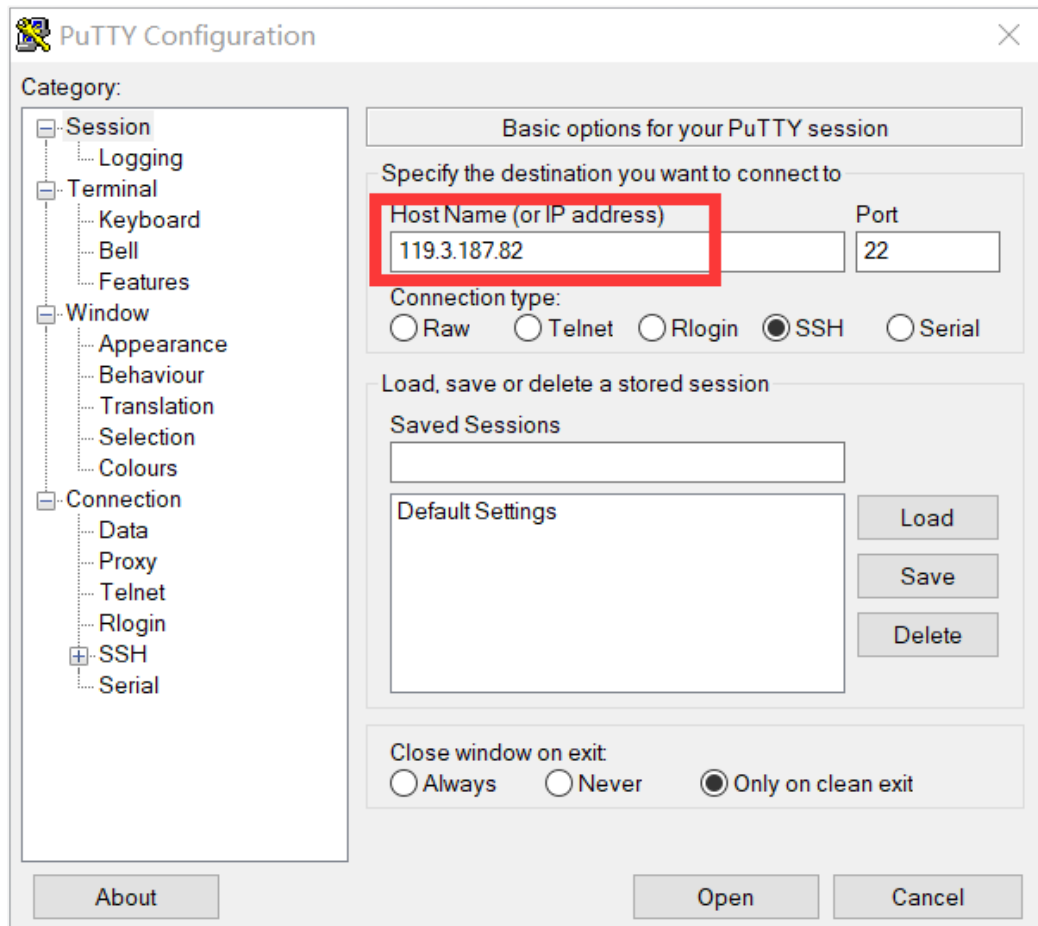 PuTTY Configuration
Category:
Session
Logging
Terminal
Keyboard
Bell
Features
Window
Appearance
Behaviour
Translation
Selection
Colours
Connection
Data
Proxy
Telnet
Rlogin
SSH
Serial
Basic options for your PuTTY session
Specify the destination you want to connect to
Host Name (or IP address) Port
119.3.187.82 22
Connection type:
Raw Telnet Rlogin SSH Serial
Load, save or delete a stored session
Saved Sessions
Default Settings
Load
Save
Delete
Close window on exit:
Always Never Only on clean exit
About Open Cancel